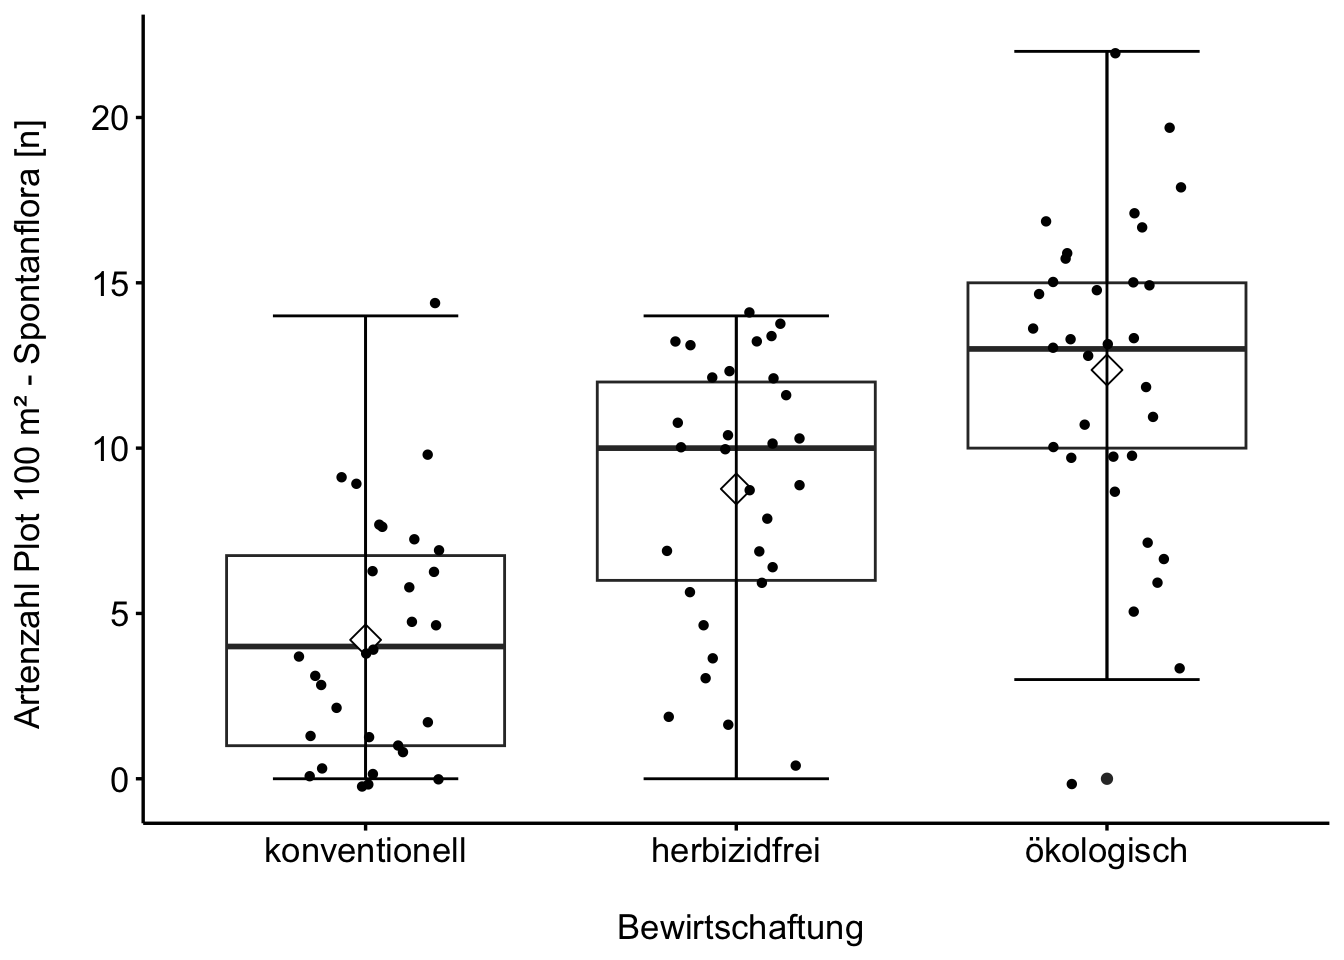 Artenzahl Plot 100 m² - Spontanflora [n]
20
15
10
5
0
konventionell herbizidfrei ökologisch
Bewirtschaftung